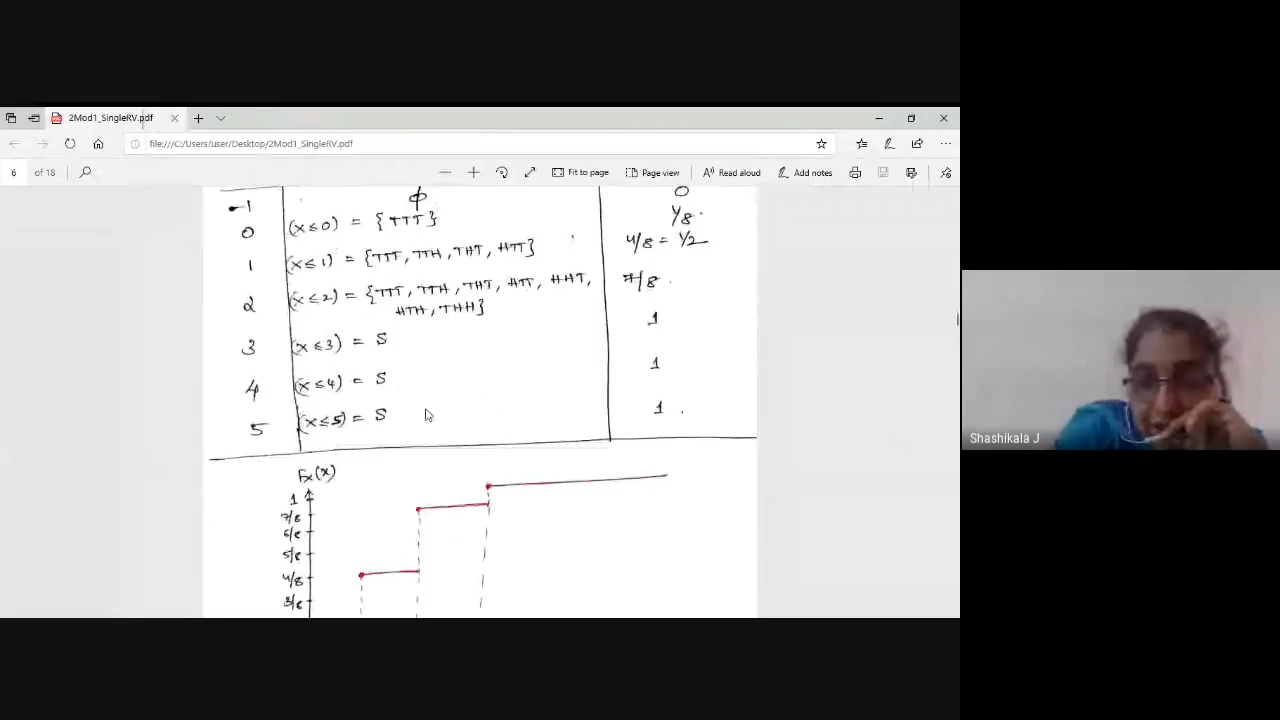 2Mod1_SingleRV.pdf
file:///C:/Users/user/Desktop/2Mod1_SingleRV.pdf
6 of 18 Fit to page Page view Read aloud Add notes
-1 ϕ 0
0 (x≤0) = {TTT} 1/8.
1 (x≤1) = {TTT, TTH, THT, HTT} 4/8 = 1/2
2 (x≤2) = {TTT, TTH, THT, HTT, HHT, 7/8.
HTH, THH}
3 (x≤3) = S 1
4 (x≤4) = S 1
5 (x≤5) = S 1.
Fx(x)
1
7/8
6/8
5/8
4/8
3/8
Shashikala J